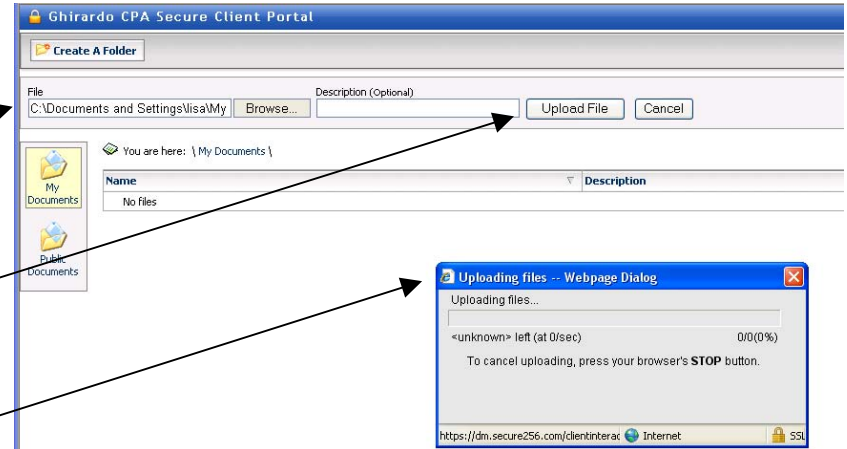 Ghirardo CPA Secure Client Portal
Create A Folder
File
Description (Optional)
C:\Documents and Settings\lisa\My
Browse...
Upload File
Cancel
You are here: \ My Documents \
My Documents
Name
Description
No files
Public Documents
Uploading files -- Webpage Dialog
Uploading files...
<unknown> left (at 0/sec)
0/0(0%)
To cancel uploading, press your browser's STOP button.
https://dm.secure256.com/clientinterac
Internet
SSL